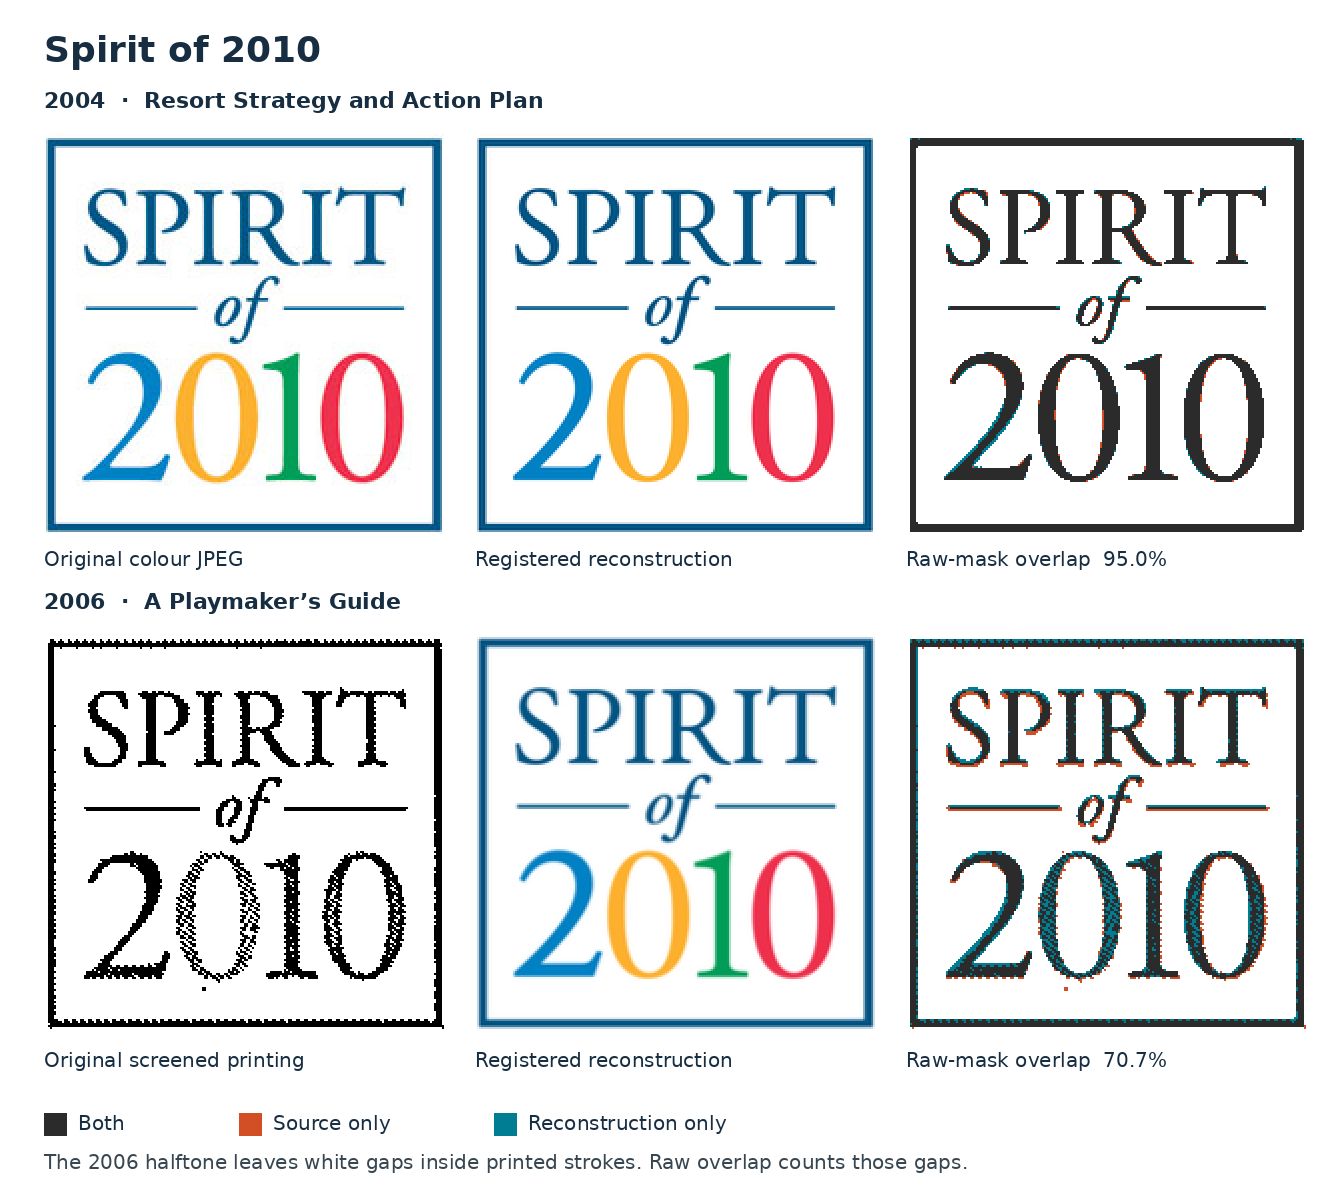 Spirit of 2010
2004 · Resort Strategy and Action Plan
SPIRIT
of
2010
SPIRIT
of
2010
SPIRIT
of
2010
Original colour JPEG
Registered reconstruction
Raw-mask overlap 95.0%
2006 · A Playmaker’s Guide
SPIRIT
of
2010
SPIRIT
of
2010
SPIRIT
of
2010
Original screened printing
Registered reconstruction
Raw-mask overlap 70.7%
Both
Source only
Reconstruction only
The 2006 halftone leaves white gaps inside printed strokes. Raw overlap counts those gaps.